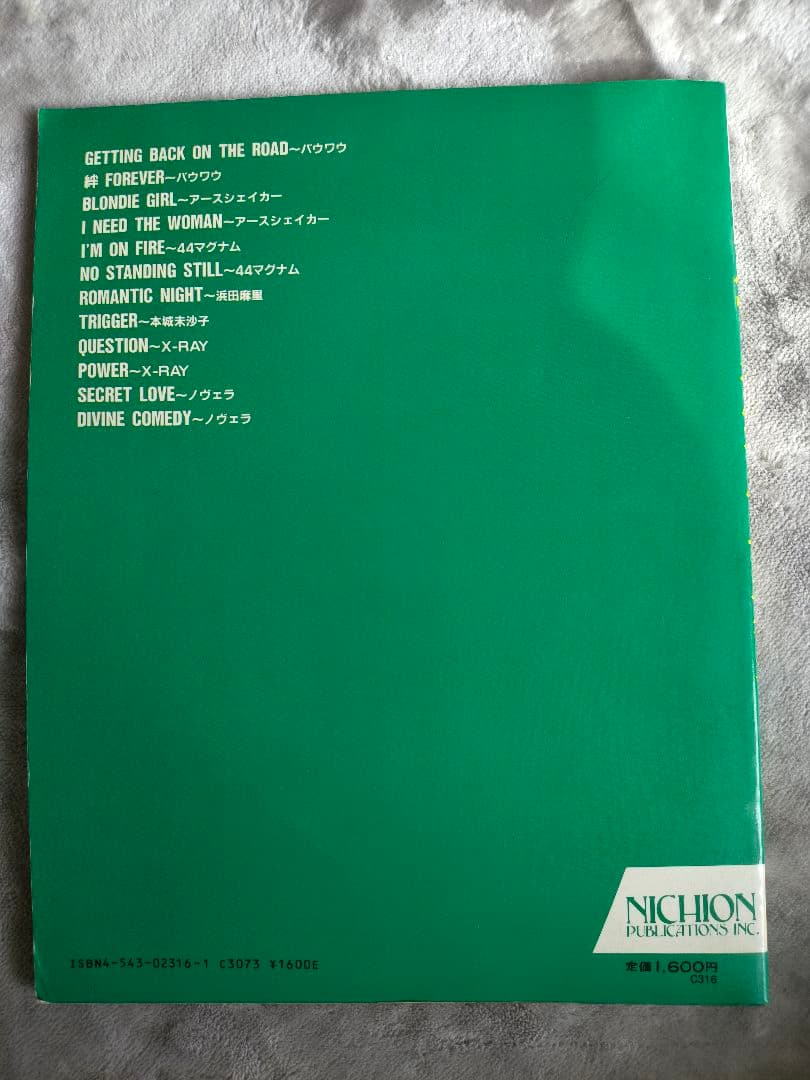 GETTING BACK ON THE ROAD〜バウワウ
絆 FOREVER〜バウワウ
BLONDIE GIRL〜アースシェイカー
I NEED THE WOMAN〜アースシェイカー
I'M ON FIRE〜44マグナム
NO STANDING STILL〜44マグナム
ROMANTIC NIGHT〜浜田麻里
TRIGGER〜本城未沙子
QUESTION〜X-RAY
POWER〜X-RAY
SECRET LOVE〜ノヴェラ
DIVINE COMEDY〜ノヴェラ
NICHION
PUBLICATIONS INC.
ISBN4-543-02316-1 C3073 ¥1600E
定価1,600円
C316